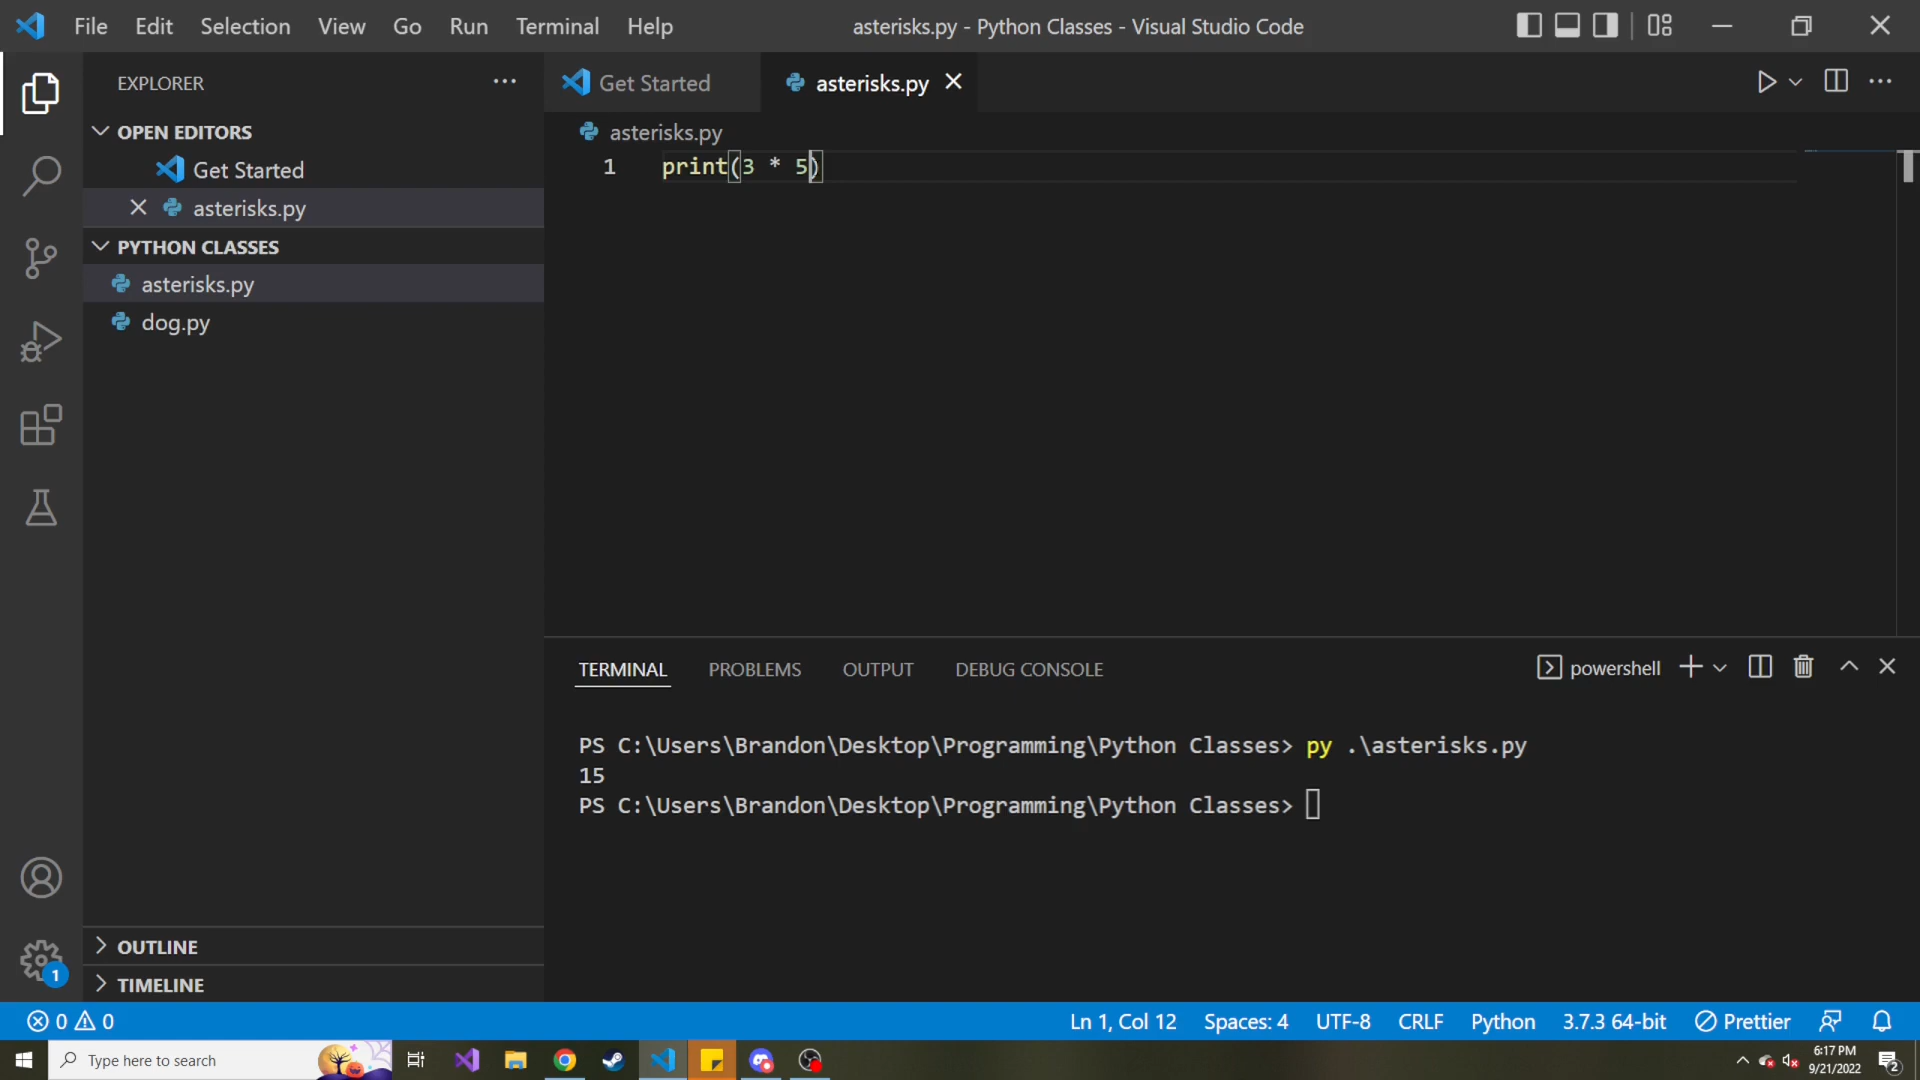 File Edit Selection View Go Run Terminal Help asterisks.py - Python Classes - Visual Studio Code
EXPLORER
OPEN EDITORS
Get Started
asterisks.py
PYTHON CLASSES
asterisks.py
dog.py
OUTLINE
TIMELINE
Get Started asterisks.py
asterisks.py
1 print(3 * 5)
TERMINAL PROBLEMS OUTPUT DEBUG CONSOLE powershell
PS C:\Users\Brandon\Desktop\Programming\Python Classes> py .\asterisks.py
15
PS C:\Users\Brandon\Desktop\Programming\Python Classes>
1
0 0 Ln 1, Col 12 Spaces: 4 UTF-8 CRLF Python 3.7.3 64-bit Prettier
Type here to search
6:17 PM
9/21/2022
2